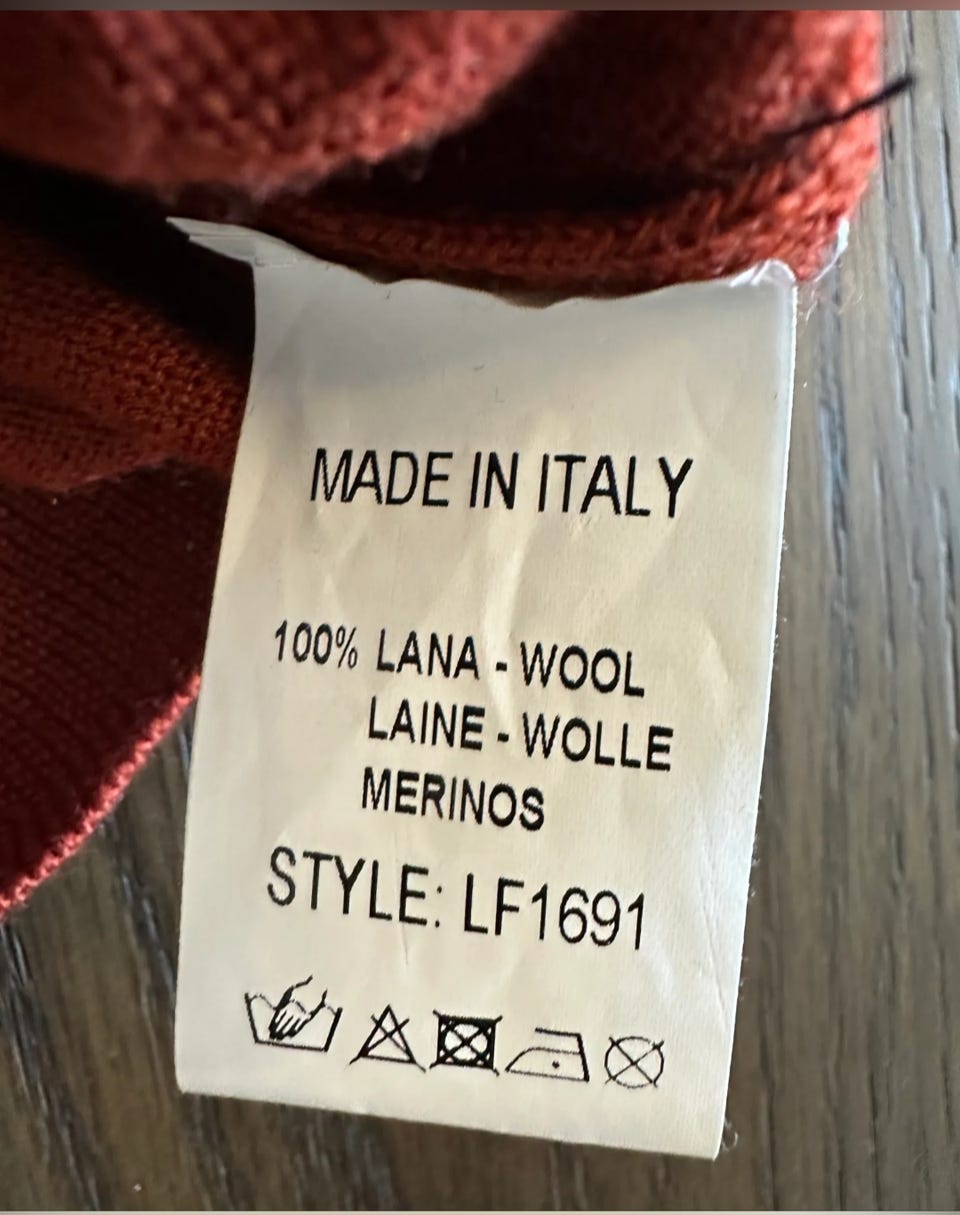 MADE IN ITALY
100% LANA - WOOL
LAINE - WOLLE
MERINOS
STYLE: LF1691